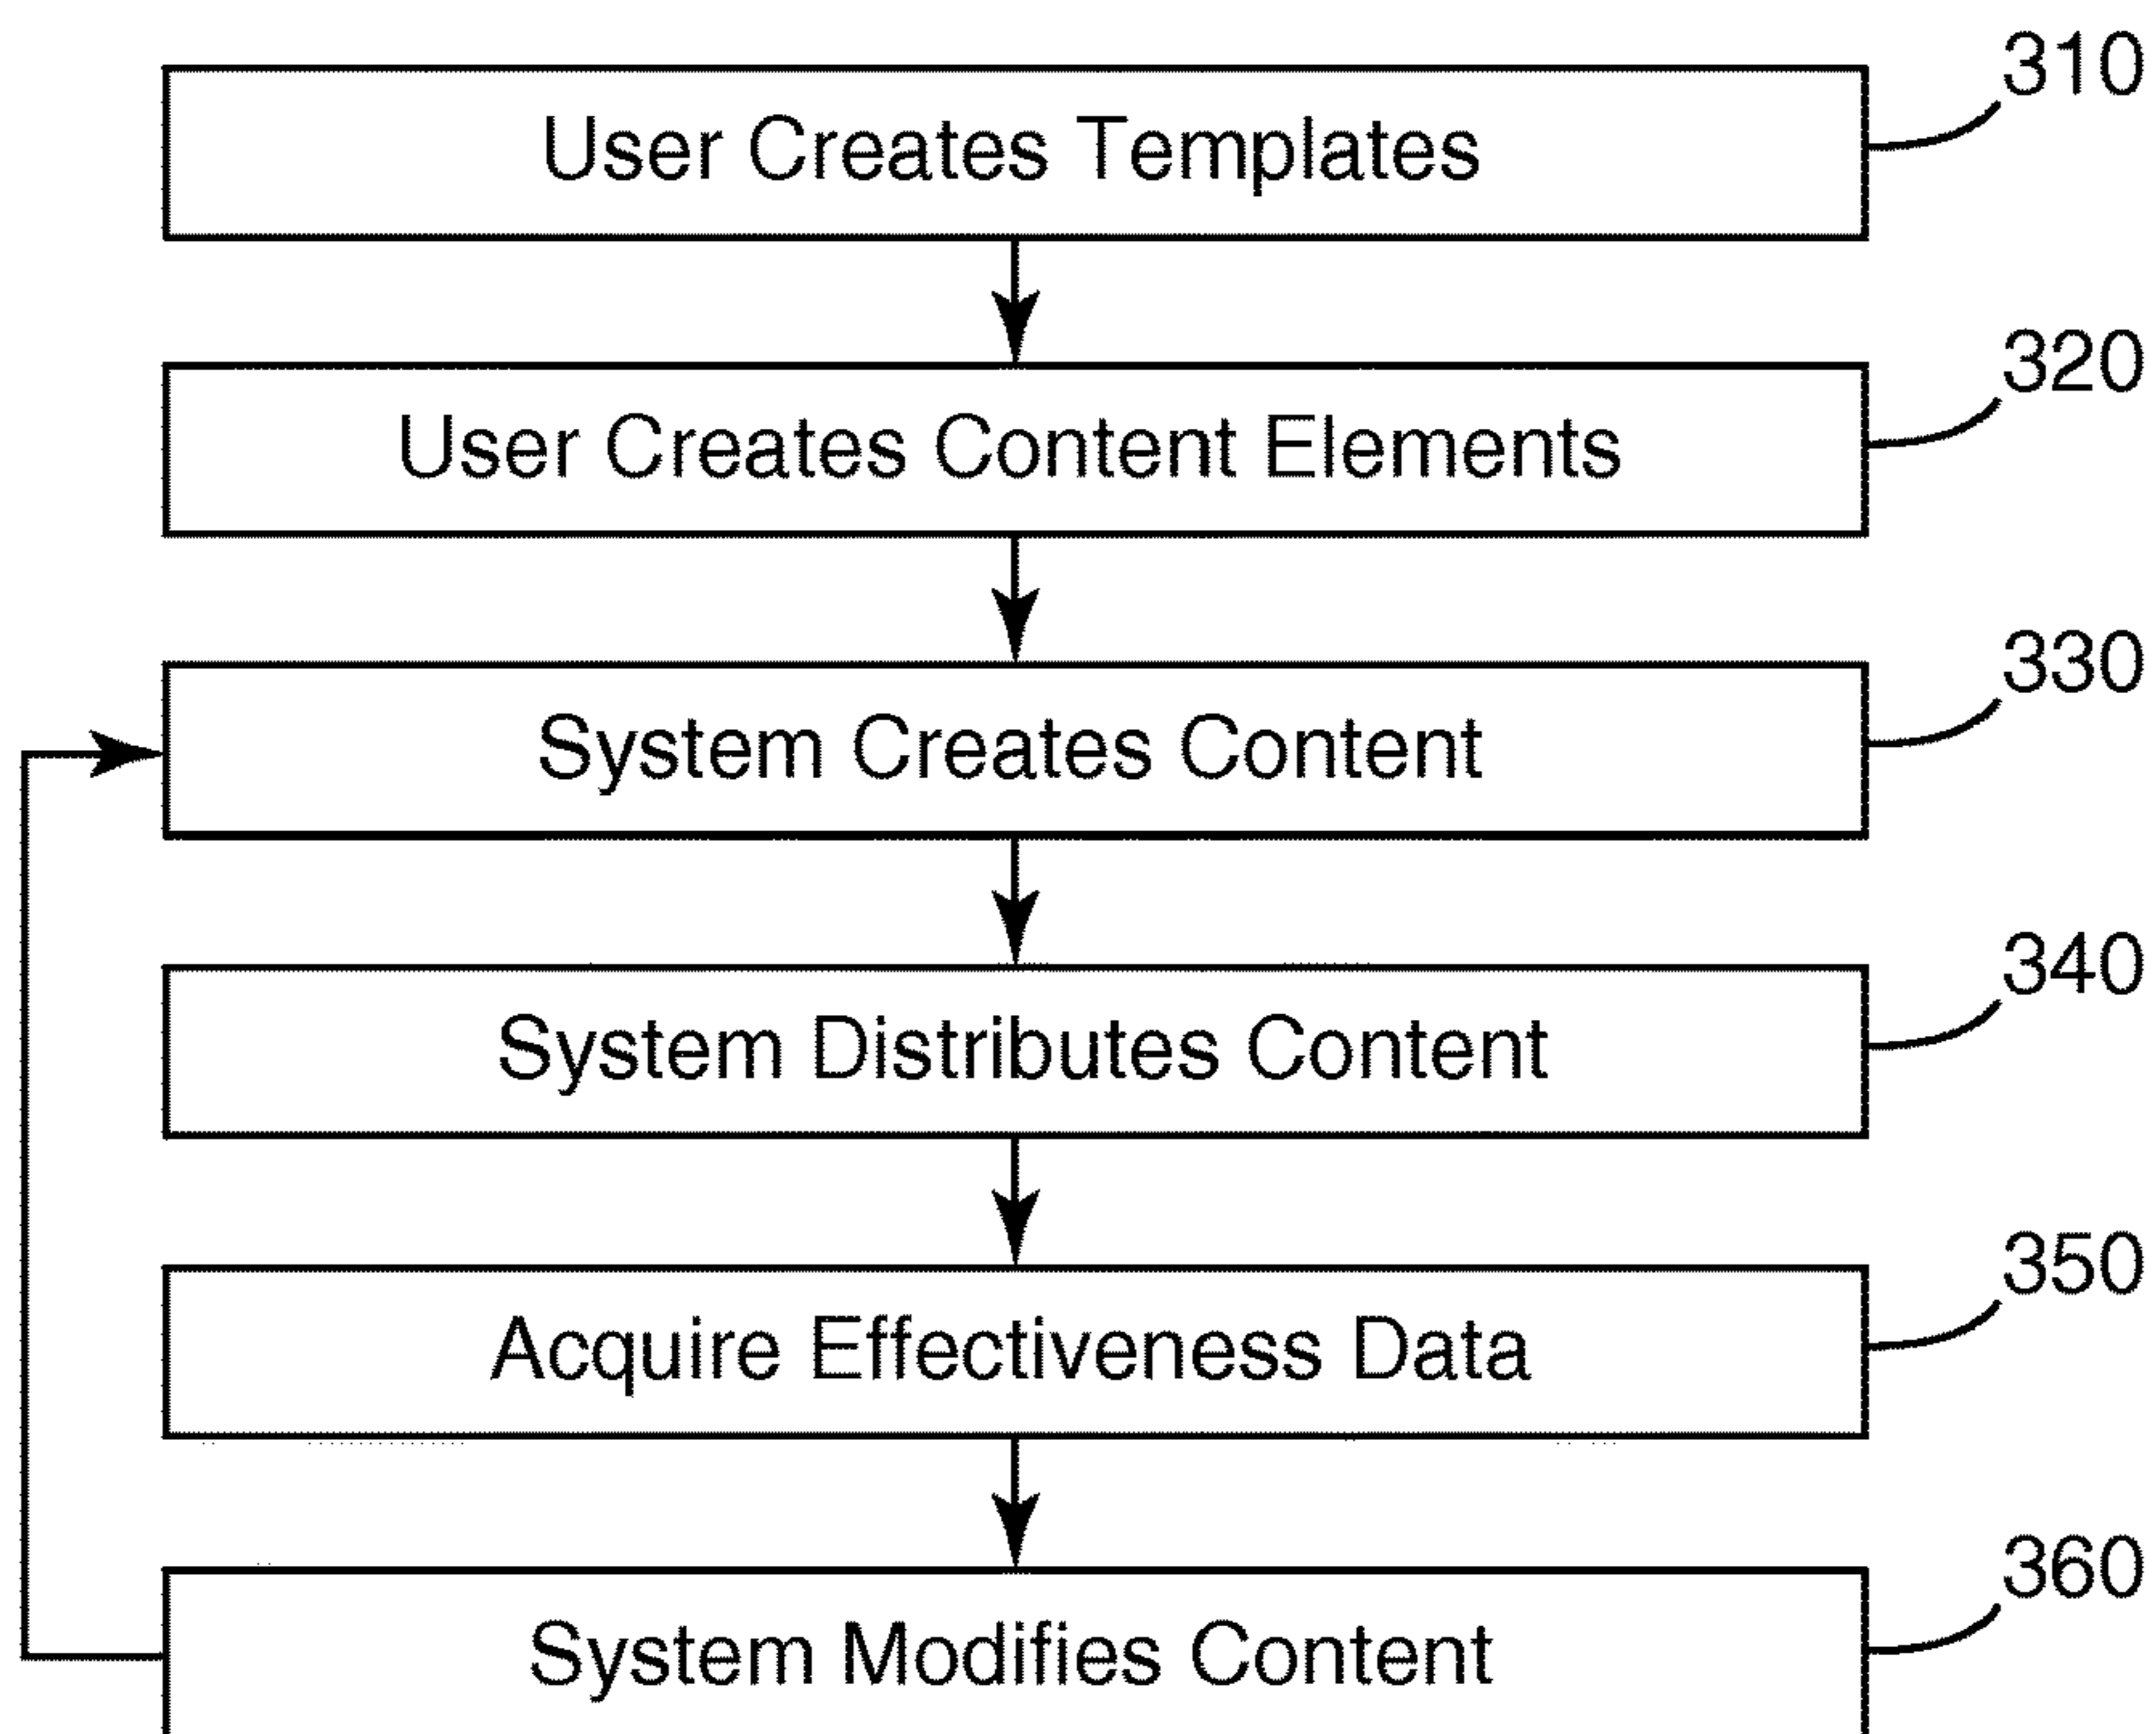 310
User Creates Templates
320
User Creates Content Elements
330
System Creates Content
340
System Distributes Content
350
Acquire Effectiveness Data
360
System Modifies Content